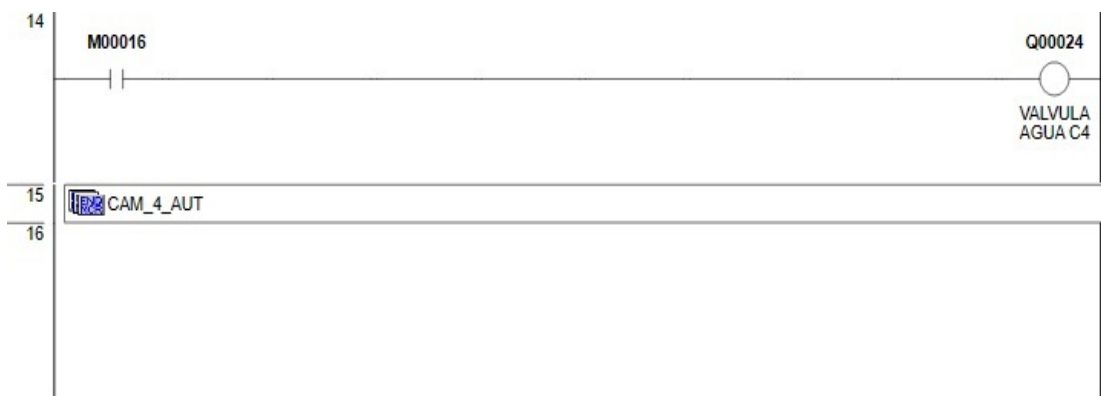 14
M00016
Q00024
VALVULA
AGUA C4
15
CAM_4_AUT
16